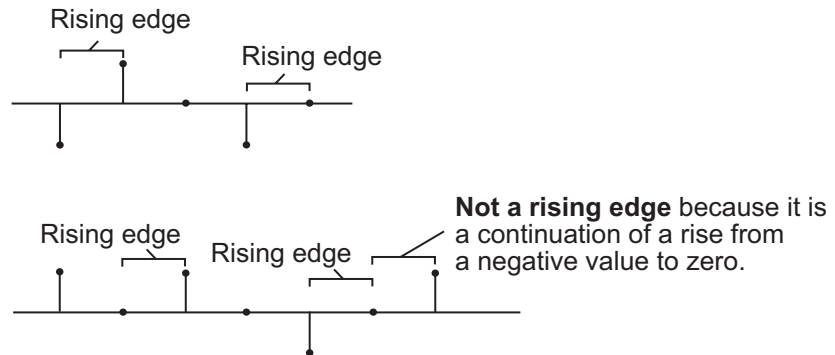 Rising edge
Rising edge
Not a rising edge because it is
a continuation of a rise from
a negative value to zero.
Rising edge
Rising edge